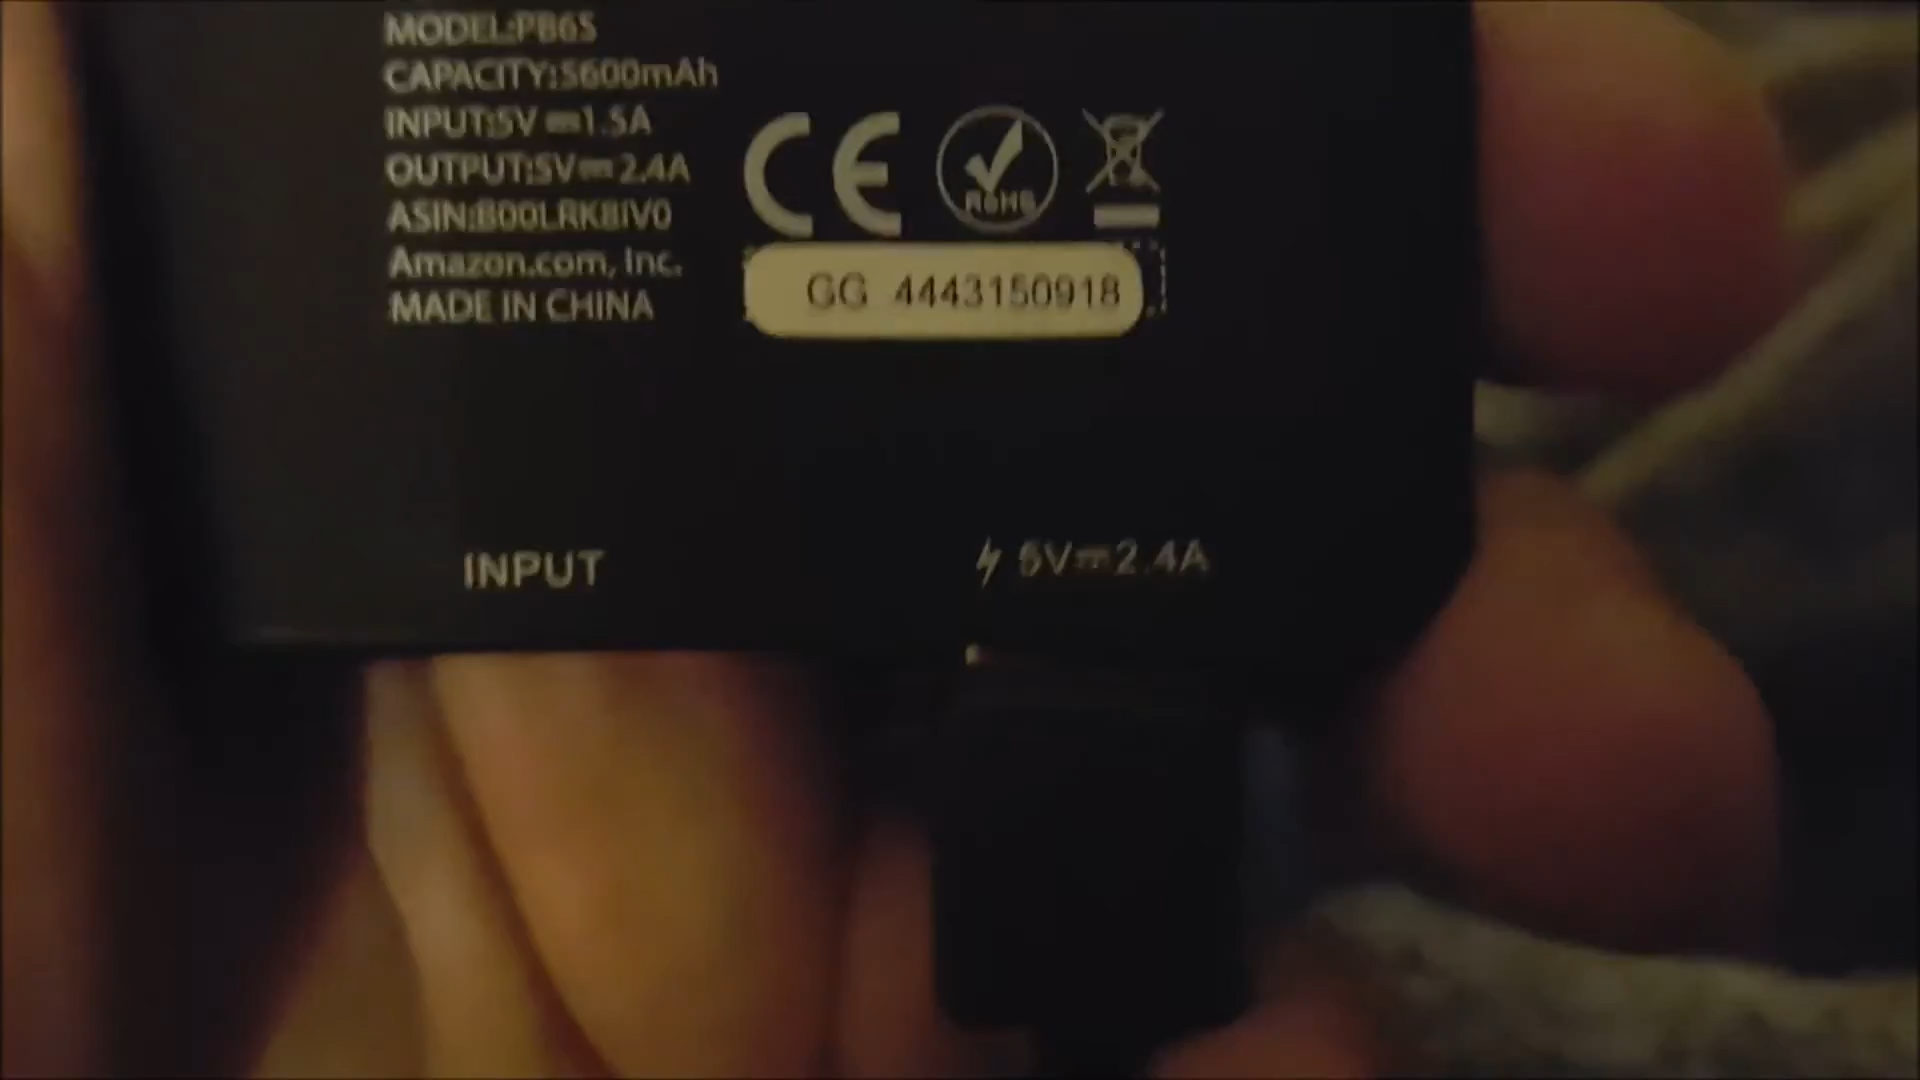 MODEL:PB6S
CAPACITY:5600mAh
INPUT:5V⎓1.5A
OUTPUT:5V⎓2.4A
ASIN:B00LRK8IV0
Amazon.com, Inc.
MADE IN CHINA
CE
RoHS
GG 4443150918
INPUT
5V⎓2.4A